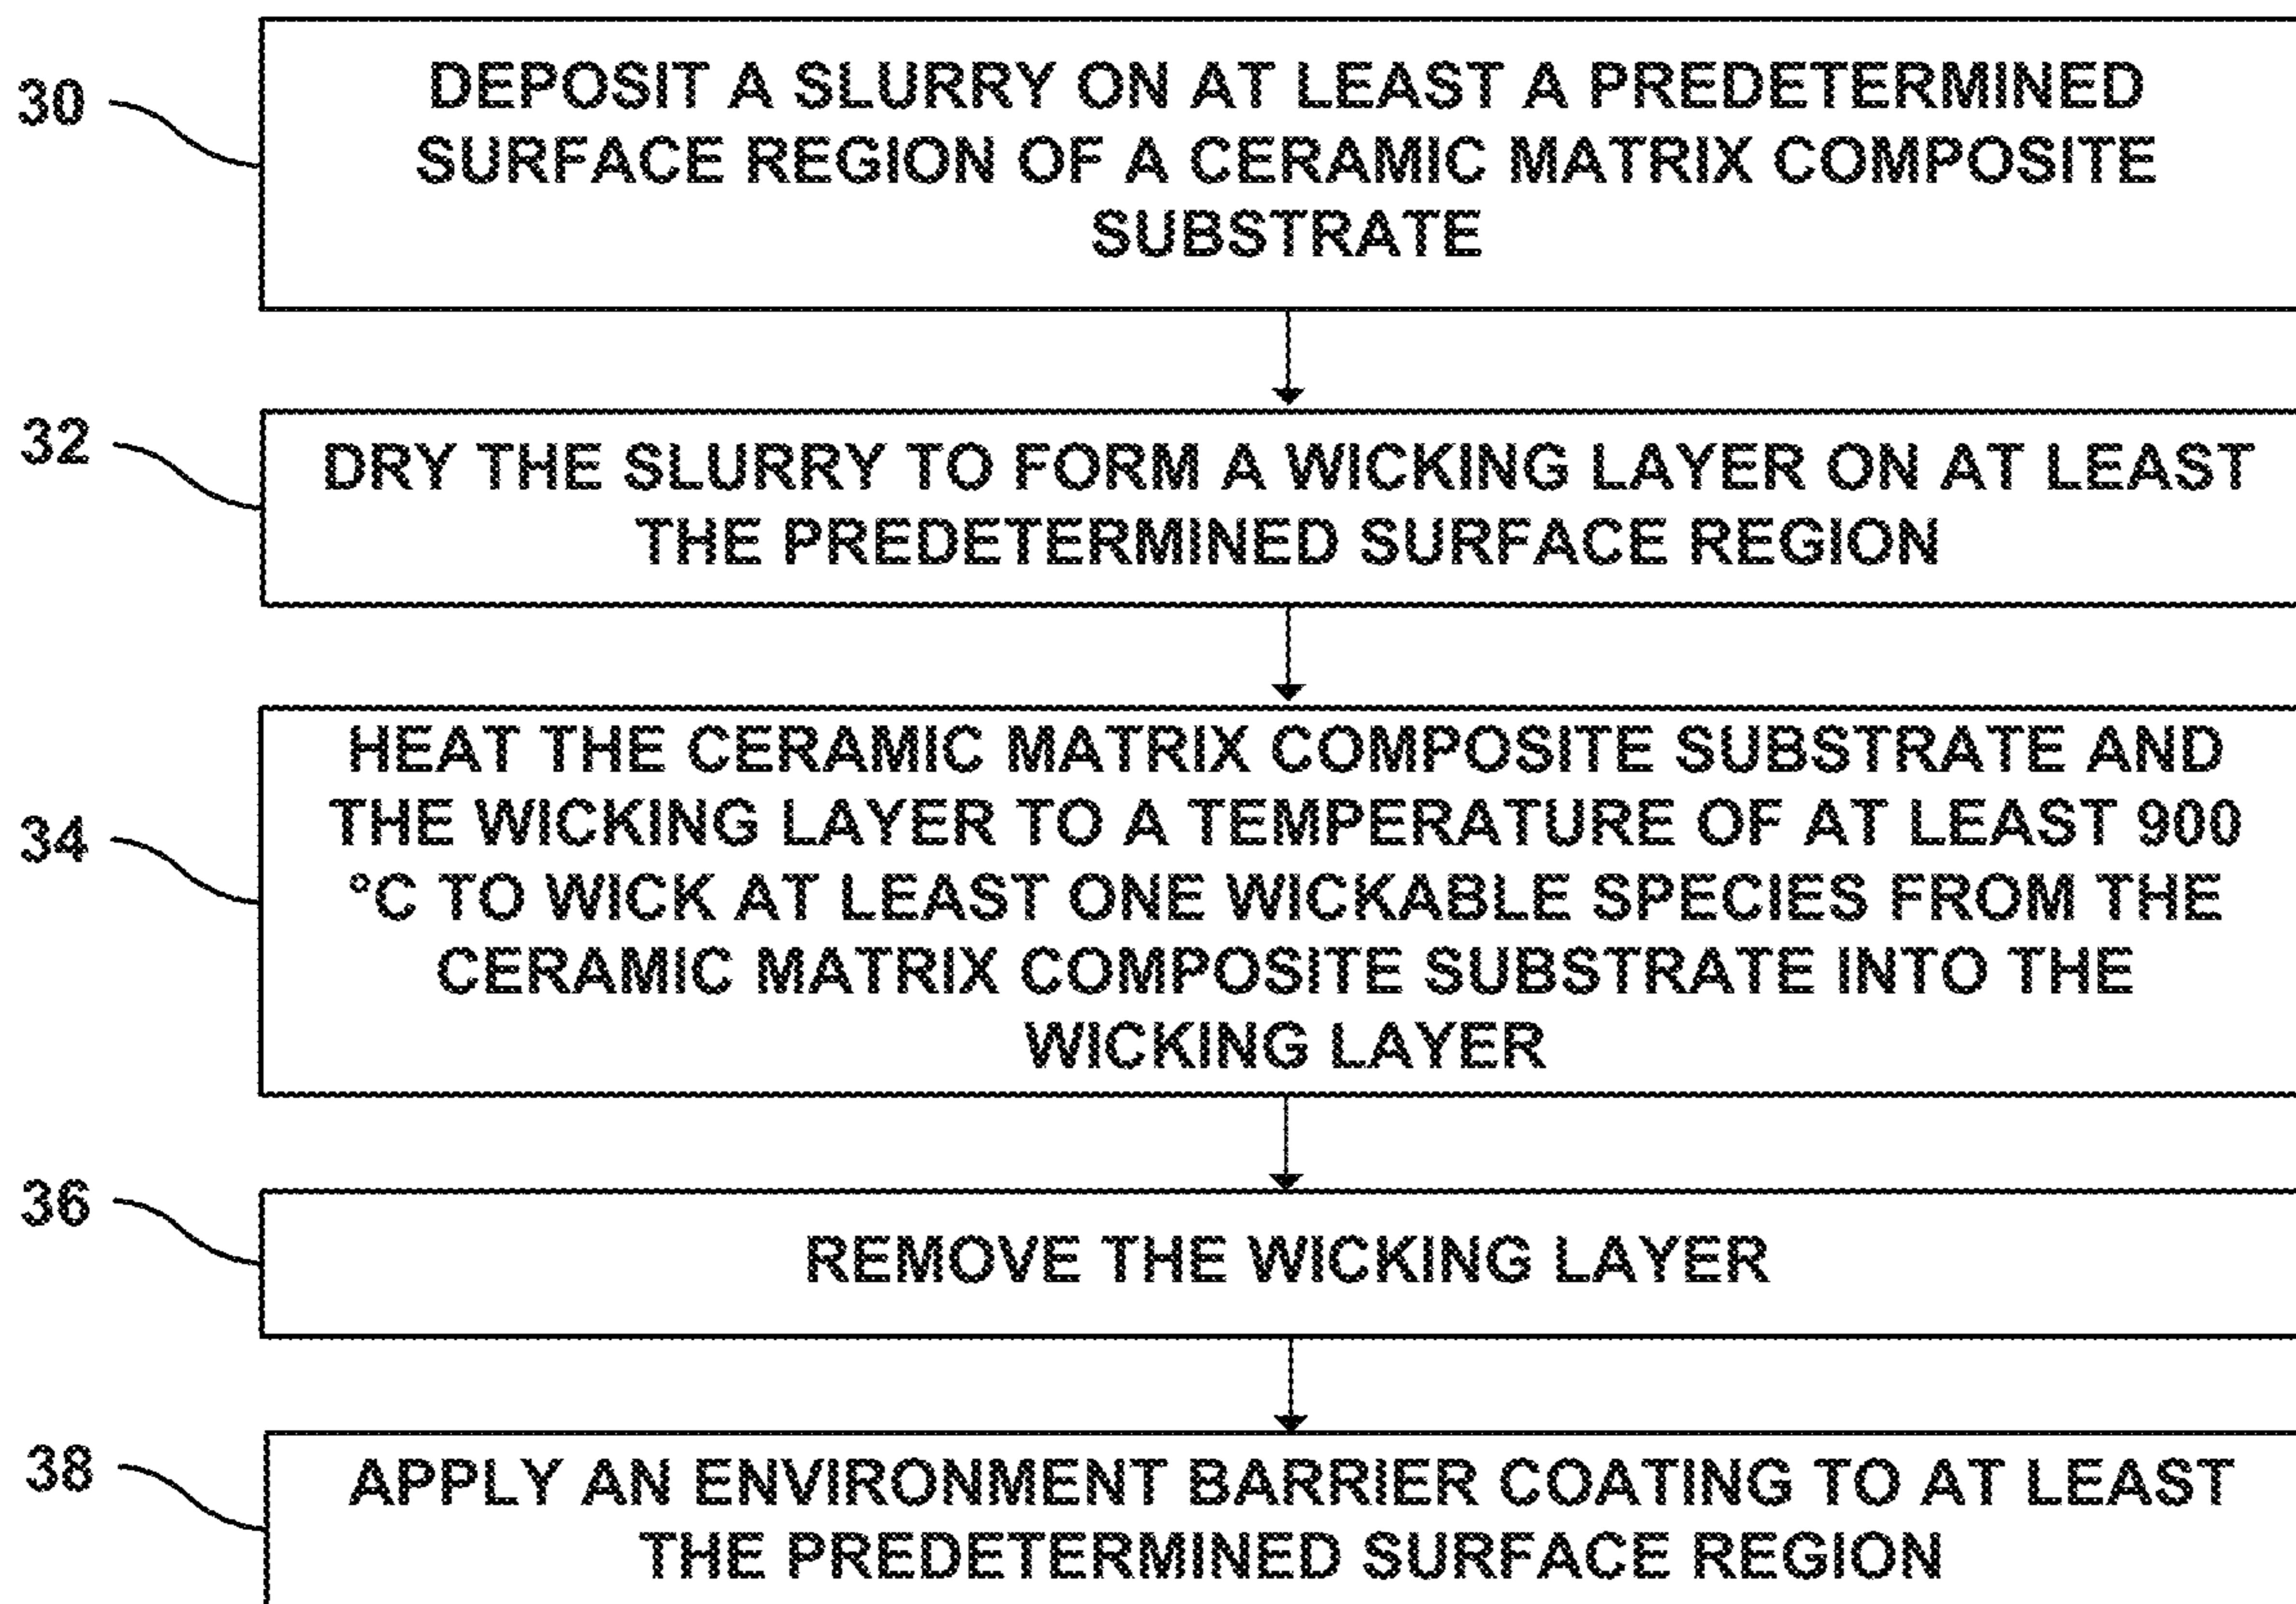 30
DEPOSIT A SLURRY ON AT LEAST A PREDETERMINED
SURFACE REGION OF A CERAMIC MATRIX COMPOSITE
SUBSTRATE
32
DRY THE SLURRY TO FORM A WICKING LAYER ON AT LEAST
THE PREDETERMINED SURFACE REGION
34
HEAT THE CERAMIC MATRIX COMPOSITE SUBSTRATE AND
THE WICKING LAYER TO A TEMPERATURE OF AT LEAST 900
°C TO WICK AT LEAST ONE WICKABLE SPECIES FROM THE
CERAMIC MATRIX COMPOSITE SUBSTRATE INTO THE
WICKING LAYER
36
REMOVE THE WICKING LAYER
38
APPLY AN ENVIRONMENT BARRIER COATING TO AT LEAST
THE PREDETERMINED SURFACE REGION